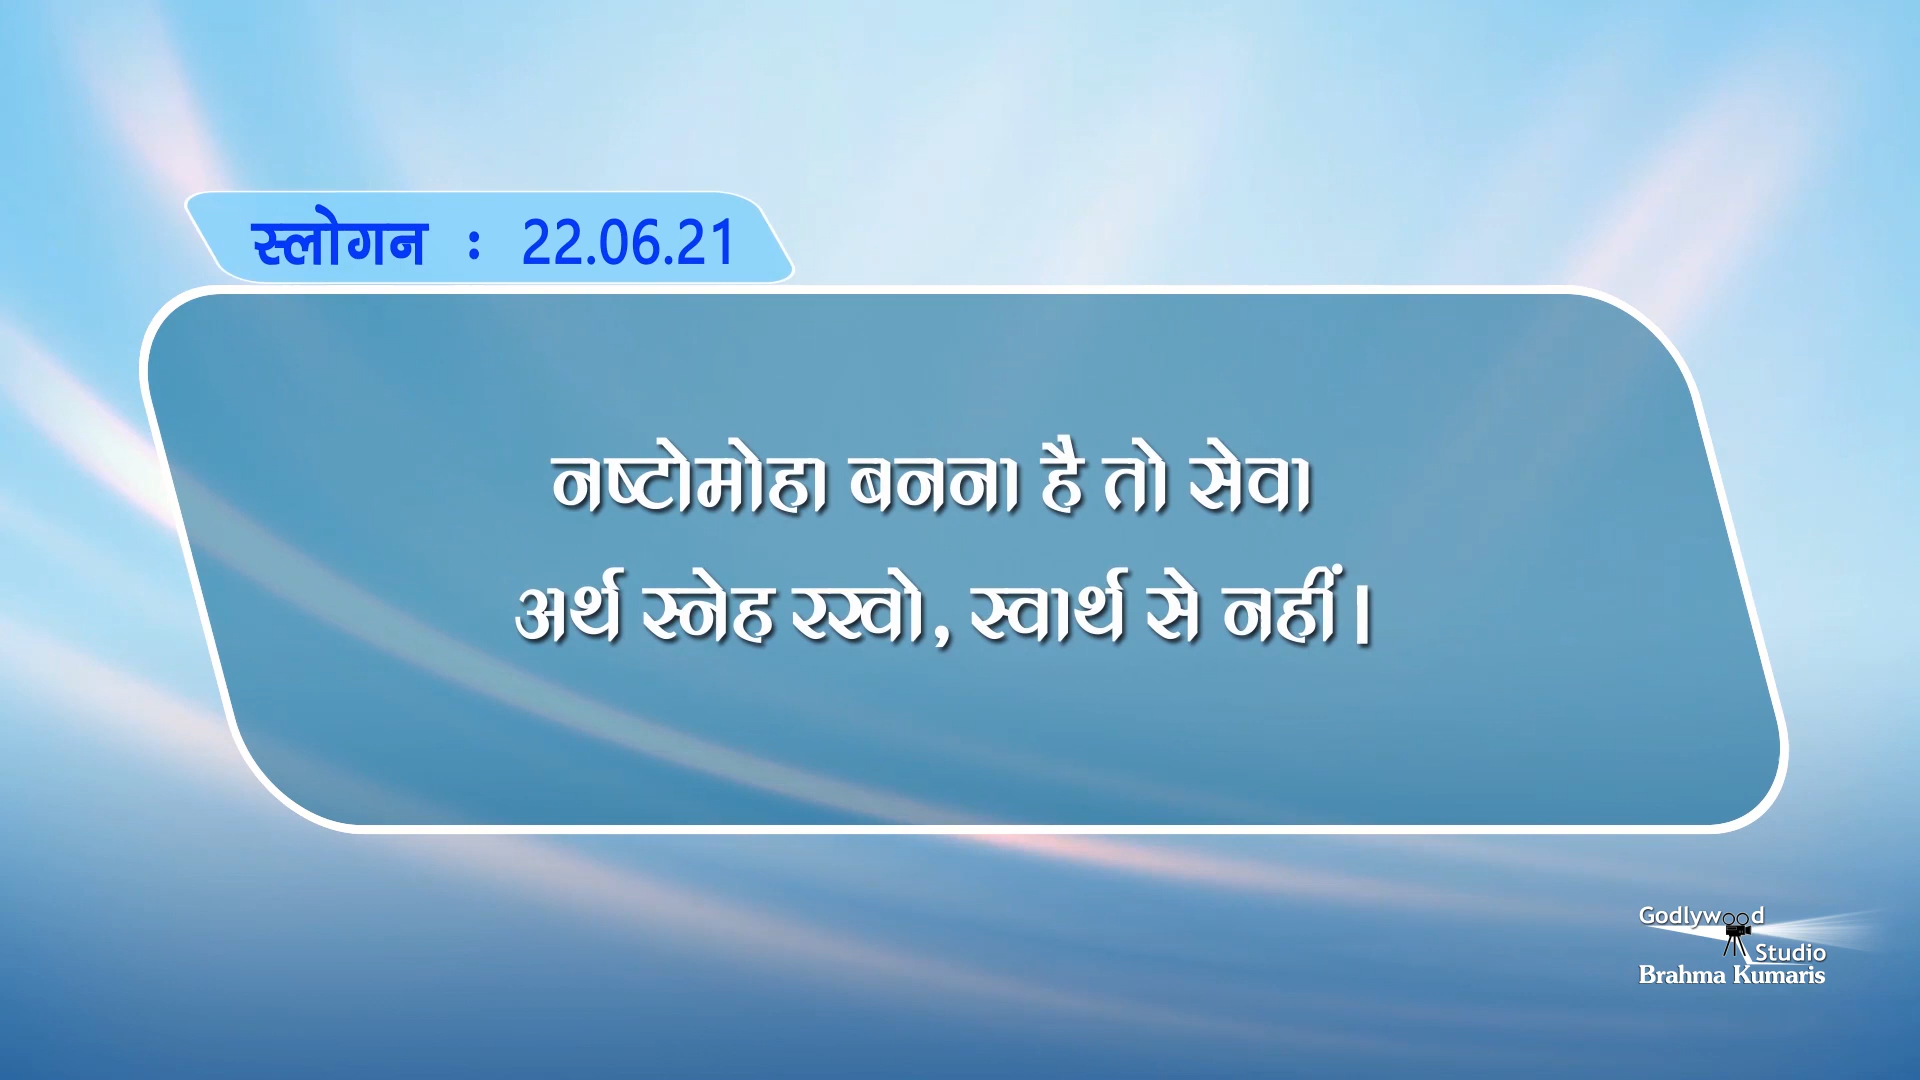 स्लोगन : 22.06.21
नष्टोमोहा बनना है तो सेवा
अर्थ स्नेह रखो, स्वार्थ से नहीं।
Godlywood
Studio
Brahma Kumaris